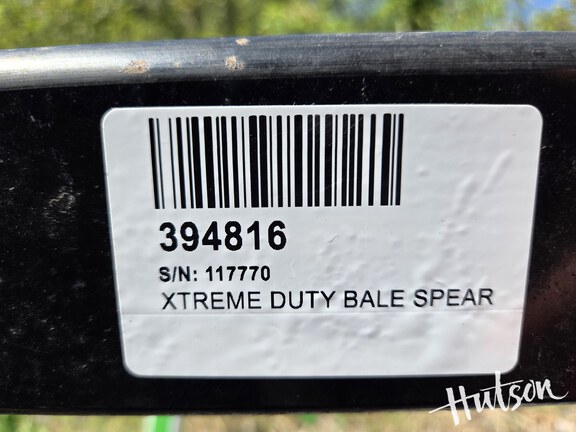 394816
S/N: 117770
XTREME DUTY BALE SPEAR
Hutson